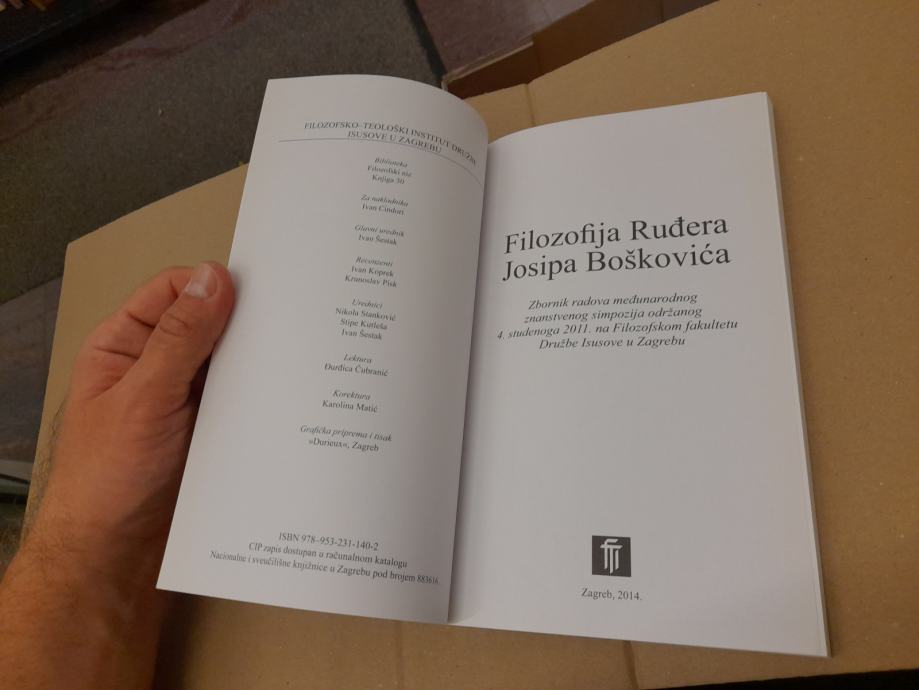 FILOZOFSKO–TEOLOŠKI INSTITUT DRUŽBE
ISUSOVE U ZAGREBU
Biblioteka
Filozofski niz
Knjiga 30
Za nakladnika
Ivan Cindori
Glavni urednik
Ivan Šestak
Recenzenti
Ivan Koprek
Krunoslav Pisk
Urednici
Nikola Stanković
Stipe Kutleša
Ivan Šestak
Lektura
Đurđica Čubranić
Korektura
Karolina Matić
Grafička priprema i tisak
»Durieux«, Zagreb
ISBN 978-953-231-140-2
CIP zapis dostupan u računalnom katalogu
Nacionalne i sveučilišne knjižnice u Zagrebu pod brojem 883616.
Filozofija Ruđera
Josipa Boškovića
Zbornik radova međunarodnog
znanstvenog simpozija održanog
4. studenoga 2011. na Filozofskom fakultetu
Družbe Isusove u Zagrebu
Zagreb, 2014.